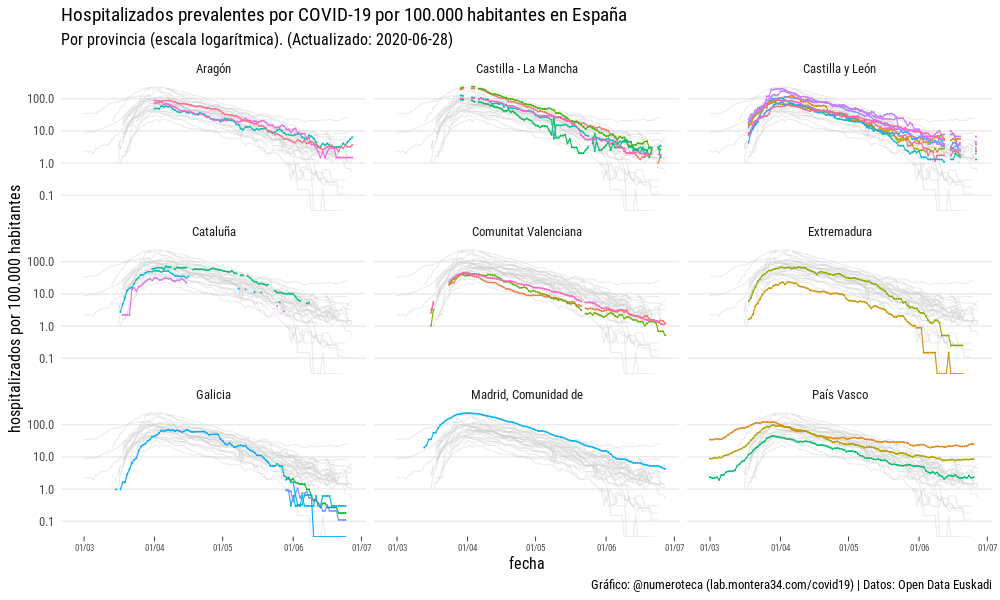 Hospitalizados prevalentes por COVID-19 por 100.000 habitantes en España
Por provincia (escala logarítmica). (Actualizado: 2020-06-28)
Aragón
Castilla - La Mancha
Castilla y León
100.0
10.0
1.0
0.1
Cataluña
Comunitat Valenciana
Extremadura
100.0
10.0
1.0
0.1
Galicia
Madrid, Comunidad de
País Vasco
100.0
10.0
1.0
0.1
hospitalizados por 100.000 habitantes
01/03 01/04 01/05 01/06 01/07
01/03 01/04 01/05 01/06 01/07
01/03 01/04 01/05 01/06 01/07
fecha
Gráfico: @numeroteca (lab.montera34.com/covid19) | Datos: Open Data Euskadi